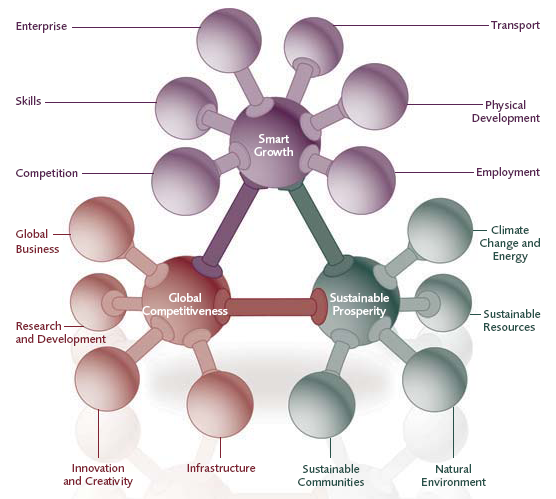 Enterprise
Transport
Skills
Physical
Development
Smart
Growth
Competition
Employment
Global
Business
Climate
Change and
Energy
Global
Competitiveness
Sustainable
Prosperity
Research
and Development
Sustainable
Resources
Innovation
and Creativity
Infrastructure
Sustainable
Communities
Natural
Environment